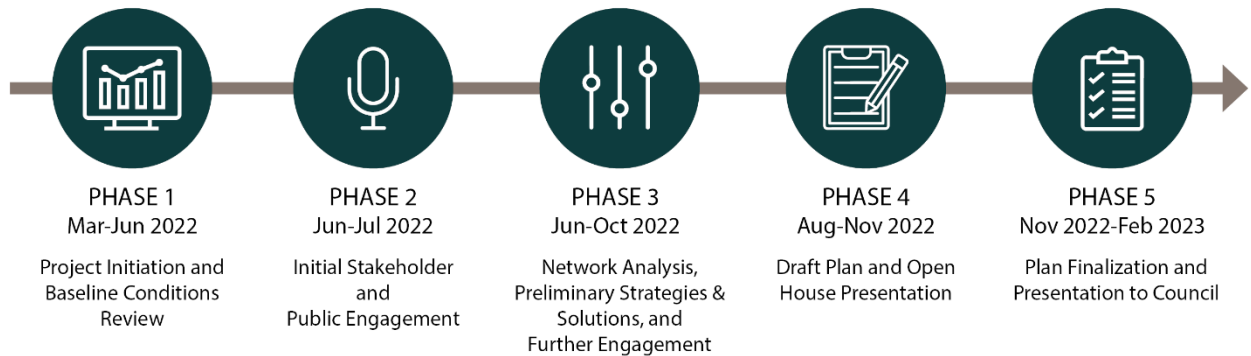 PHASE 1
Mar-Jun 2022
Project Initiation and
Baseline Conditions
Review
PHASE 2
Jun-Jul 2022
Initial Stakeholder
and
Public Engagement
PHASE 3
Jun-Oct 2022
Network Analysis,
Preliminary Strategies &
Solutions, and
Further Engagement
PHASE 4
Aug-Nov 2022
Draft Plan and Open
House Presentation
PHASE 5
Nov 2022-Feb 2023
Plan Finalization and
Presentation to Council